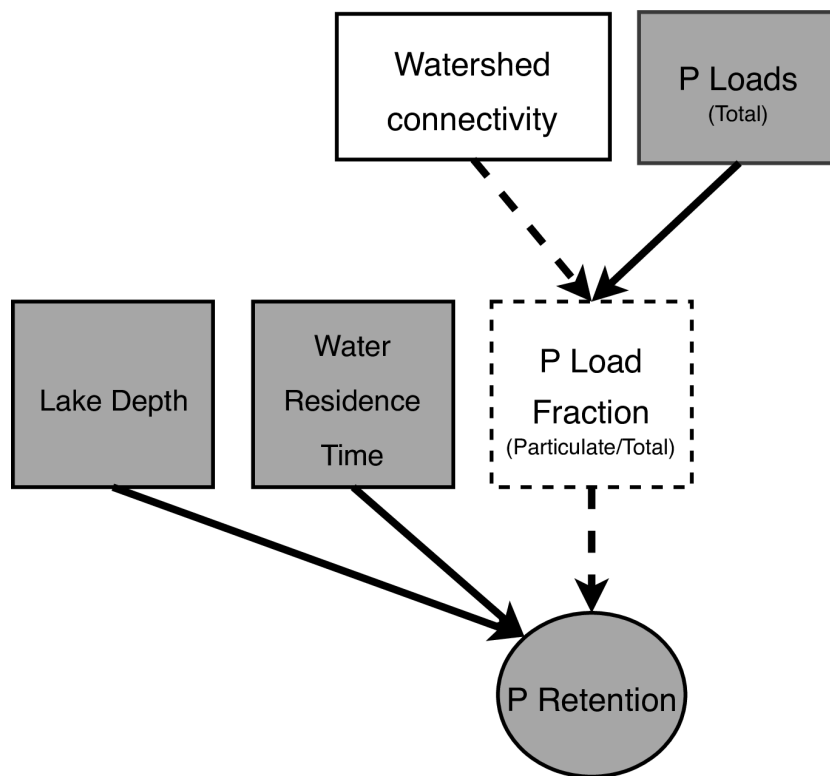 Watershed
connectivity
P Loads
(Total)
Lake Depth
Water
Residence
Time
P Load
Fraction
(Particulate/Total)
P Retention